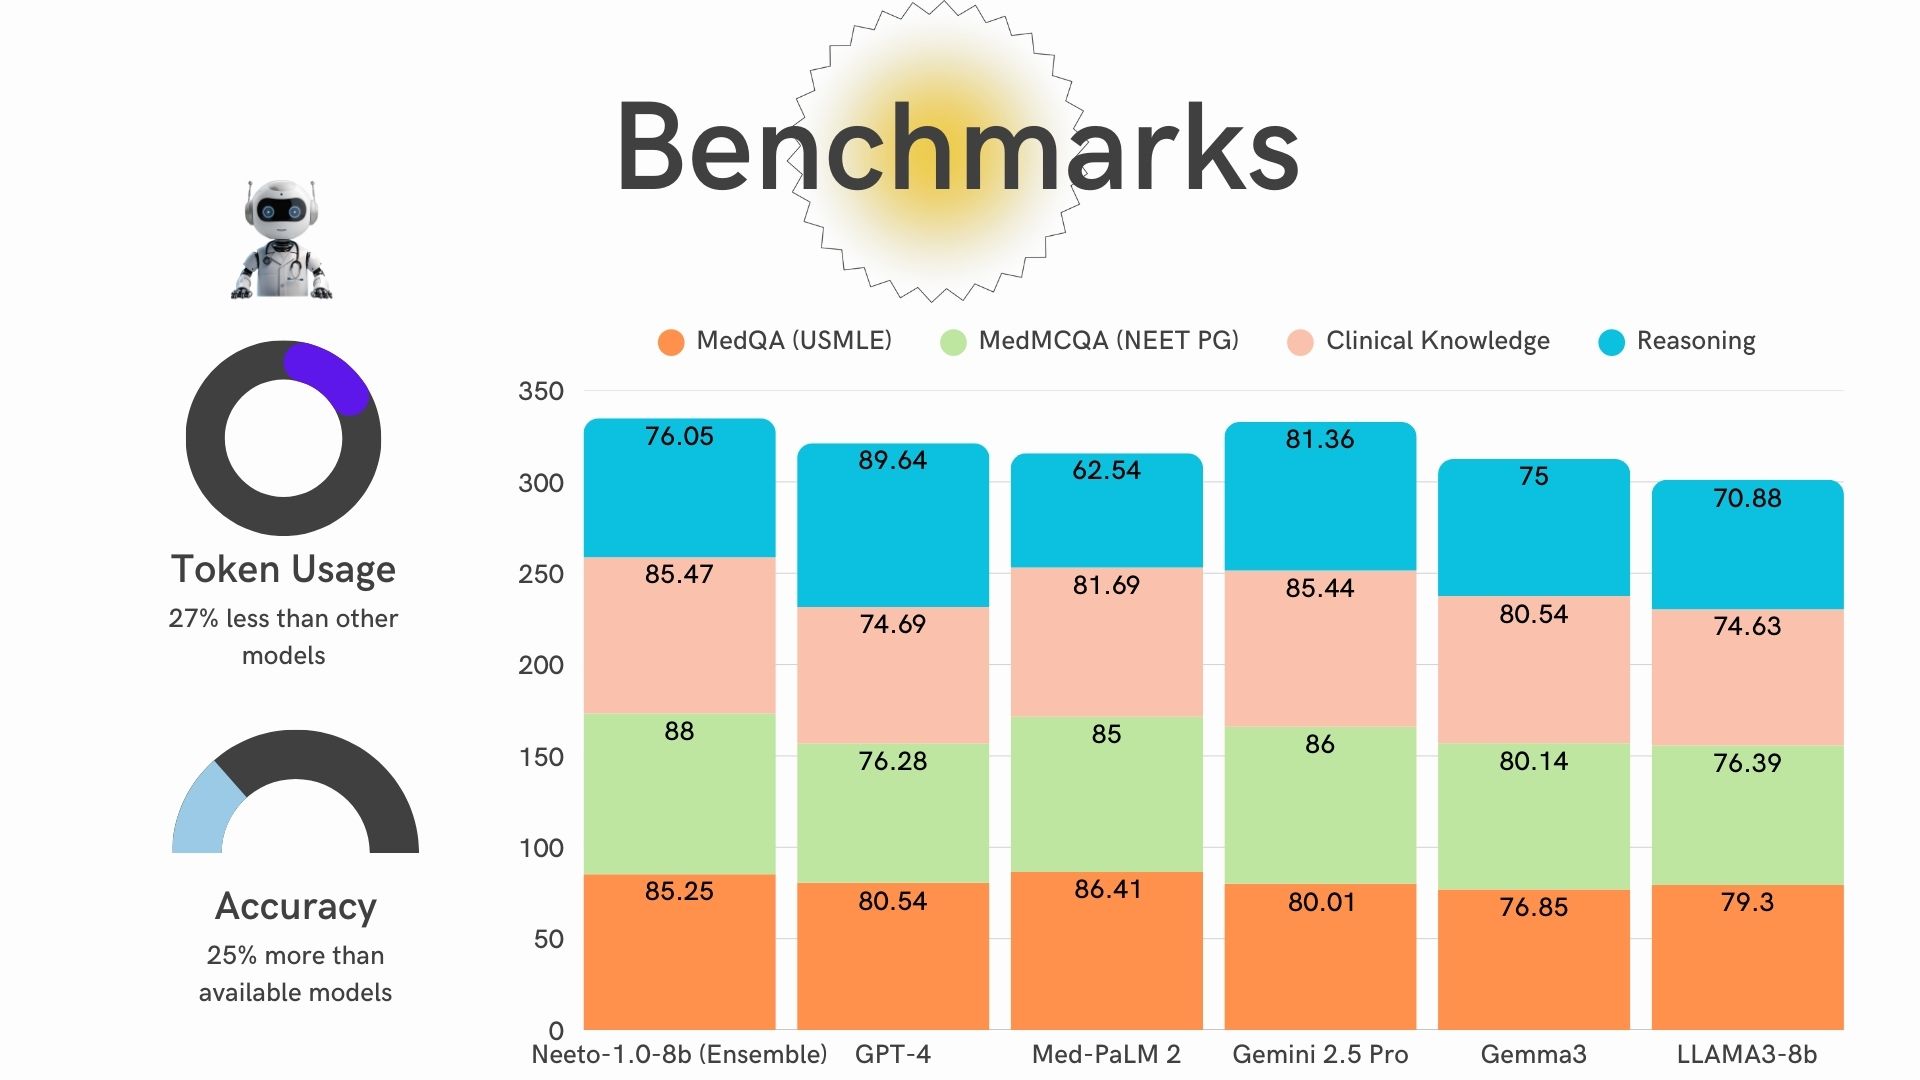 Benchmarks
Token Usage
27% less than other
models
Accuracy
25% more than
available models
MedQA (USMLE)
MedMCQA (NEET PG)
Clinical Knowledge
Reasoning
350
300
250
200
150
100
50
0
76.05
85.47
88
85.25
89.64
74.69
76.28
80.54
62.54
81.69
85
86.41
81.36
85.44
86
80.01
75
80.54
80.14
76.85
70.88
74.63
76.39
79.3
Neeto-1.0-8b (Ensemble)
GPT-4
Med-PaLM 2
Gemini 2.5 Pro
Gemma3
LLAMA3-8b